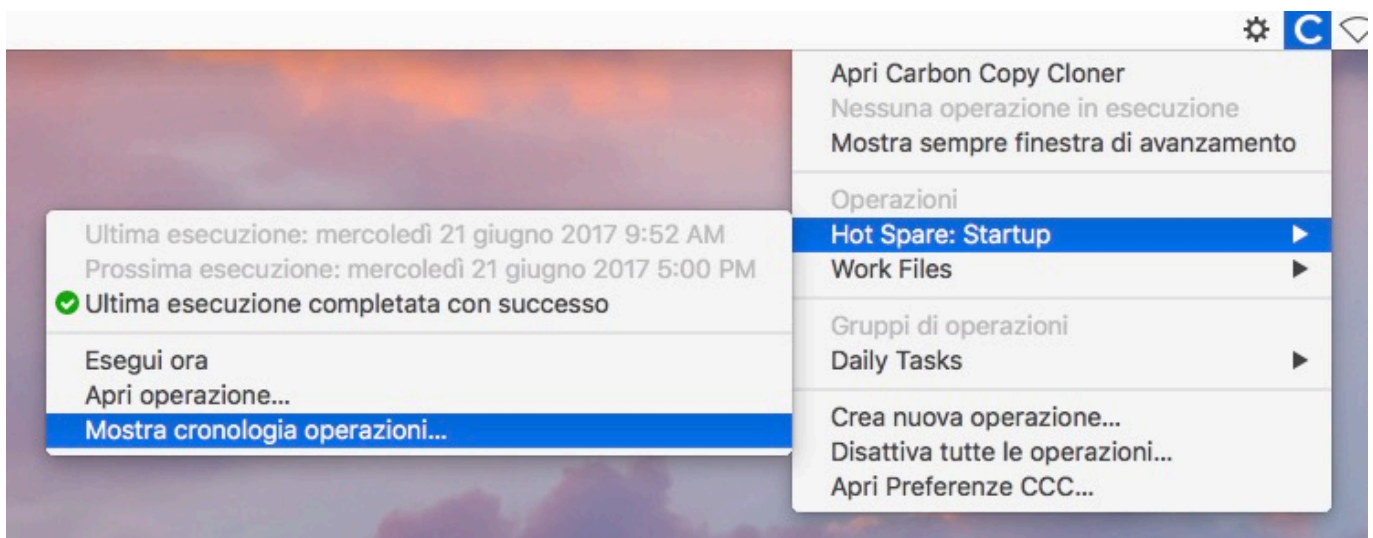 C
Apri Carbon Copy Cloner
Nessuna operazione in esecuzione
Mostra sempre finestra di avanzamento
Operazioni
Hot Spare: Startup
Work Files
Gruppi di operazioni
Daily Tasks
Crea nuova operazione...
Disattiva tutte le operazioni...
Apri Preferenze CCC...
Ultima esecuzione: mercoledì 21 giugno 2017 9:52 AM
Prossima esecuzione: mercoledì 21 giugno 2017 5:00 PM
Ultima esecuzione completata con successo
Esegui ora
Apri operazione...
Mostra cronologia operazioni...